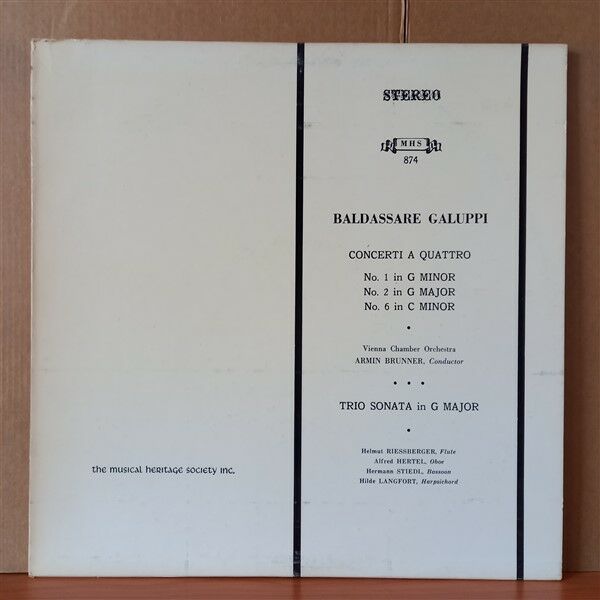 STEREO
MHS
874
BALDASSARE GALUPPI
CONCERTI A QUATTRO
No. 1 in G MINOR
No. 2 in G MAJOR
No. 6 in C MINOR
•
Vienna Chamber Orchestra
ARMIN BRUNNER, Conductor
• • •
TRIO SONATA in G MAJOR
•
Helmut RIESSBERGER, Flute
Alfred HERTEL, Oboe
Hermann STIEDL, Bassoon
Hilde LANGFORT, Harpsichord
the musical heritage society inc.